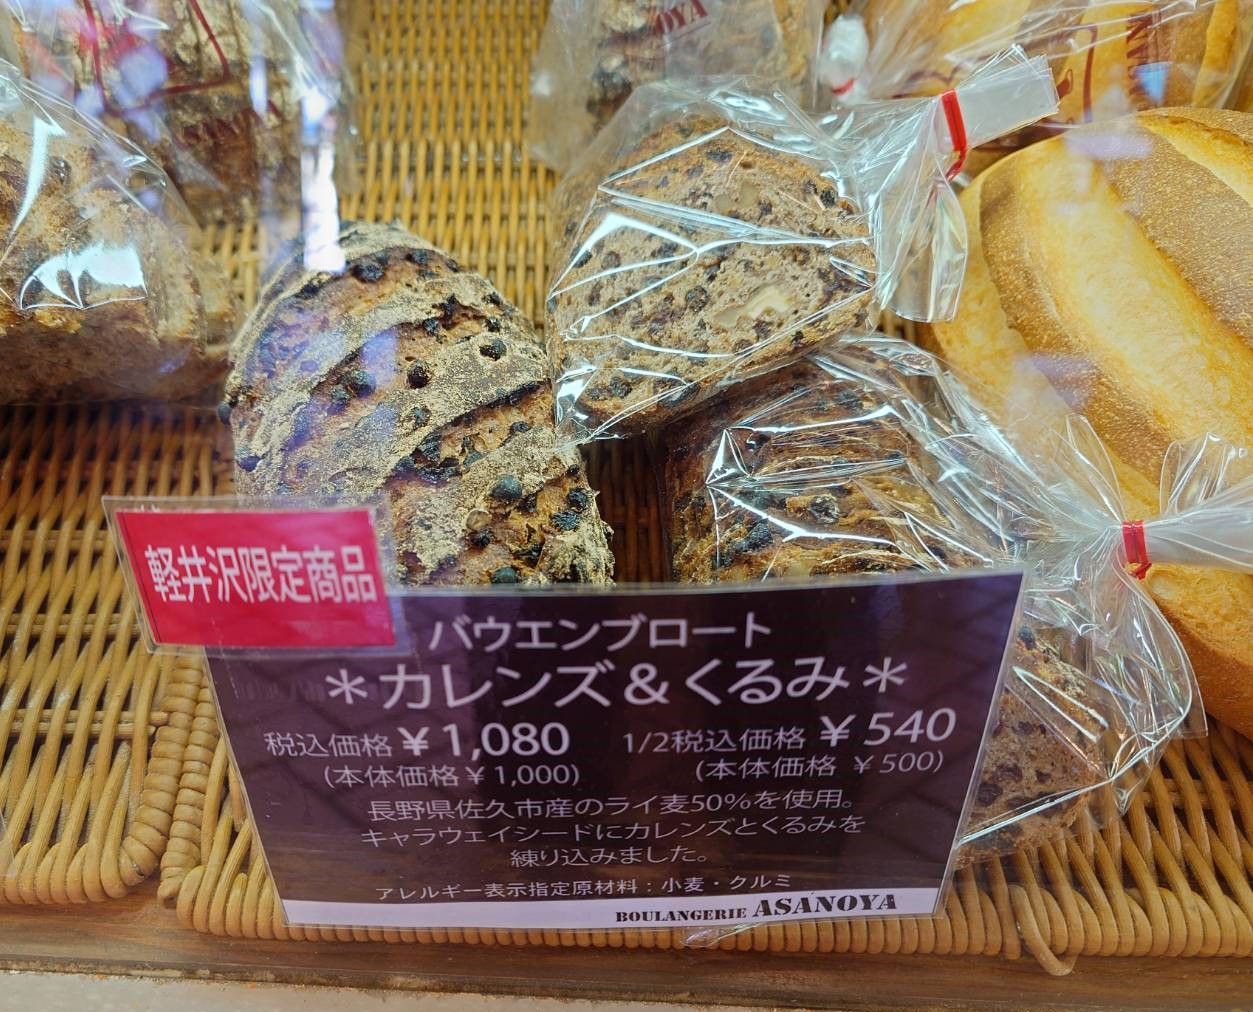 軽井沢限定商品
バウエンブロート
＊カレンズ＆くるみ＊
税込価格￥1,080 1/2税込価格￥540
(本体価格￥1,000) (本体価格 ￥500)
長野県佐久市産のライ麦50%を使用。
キャラウェイシードにカレンズとくるみを
練り込みました。
アレルギー表示指定原材料：小麦・クルミ
BOULANGERIE ASANOYA